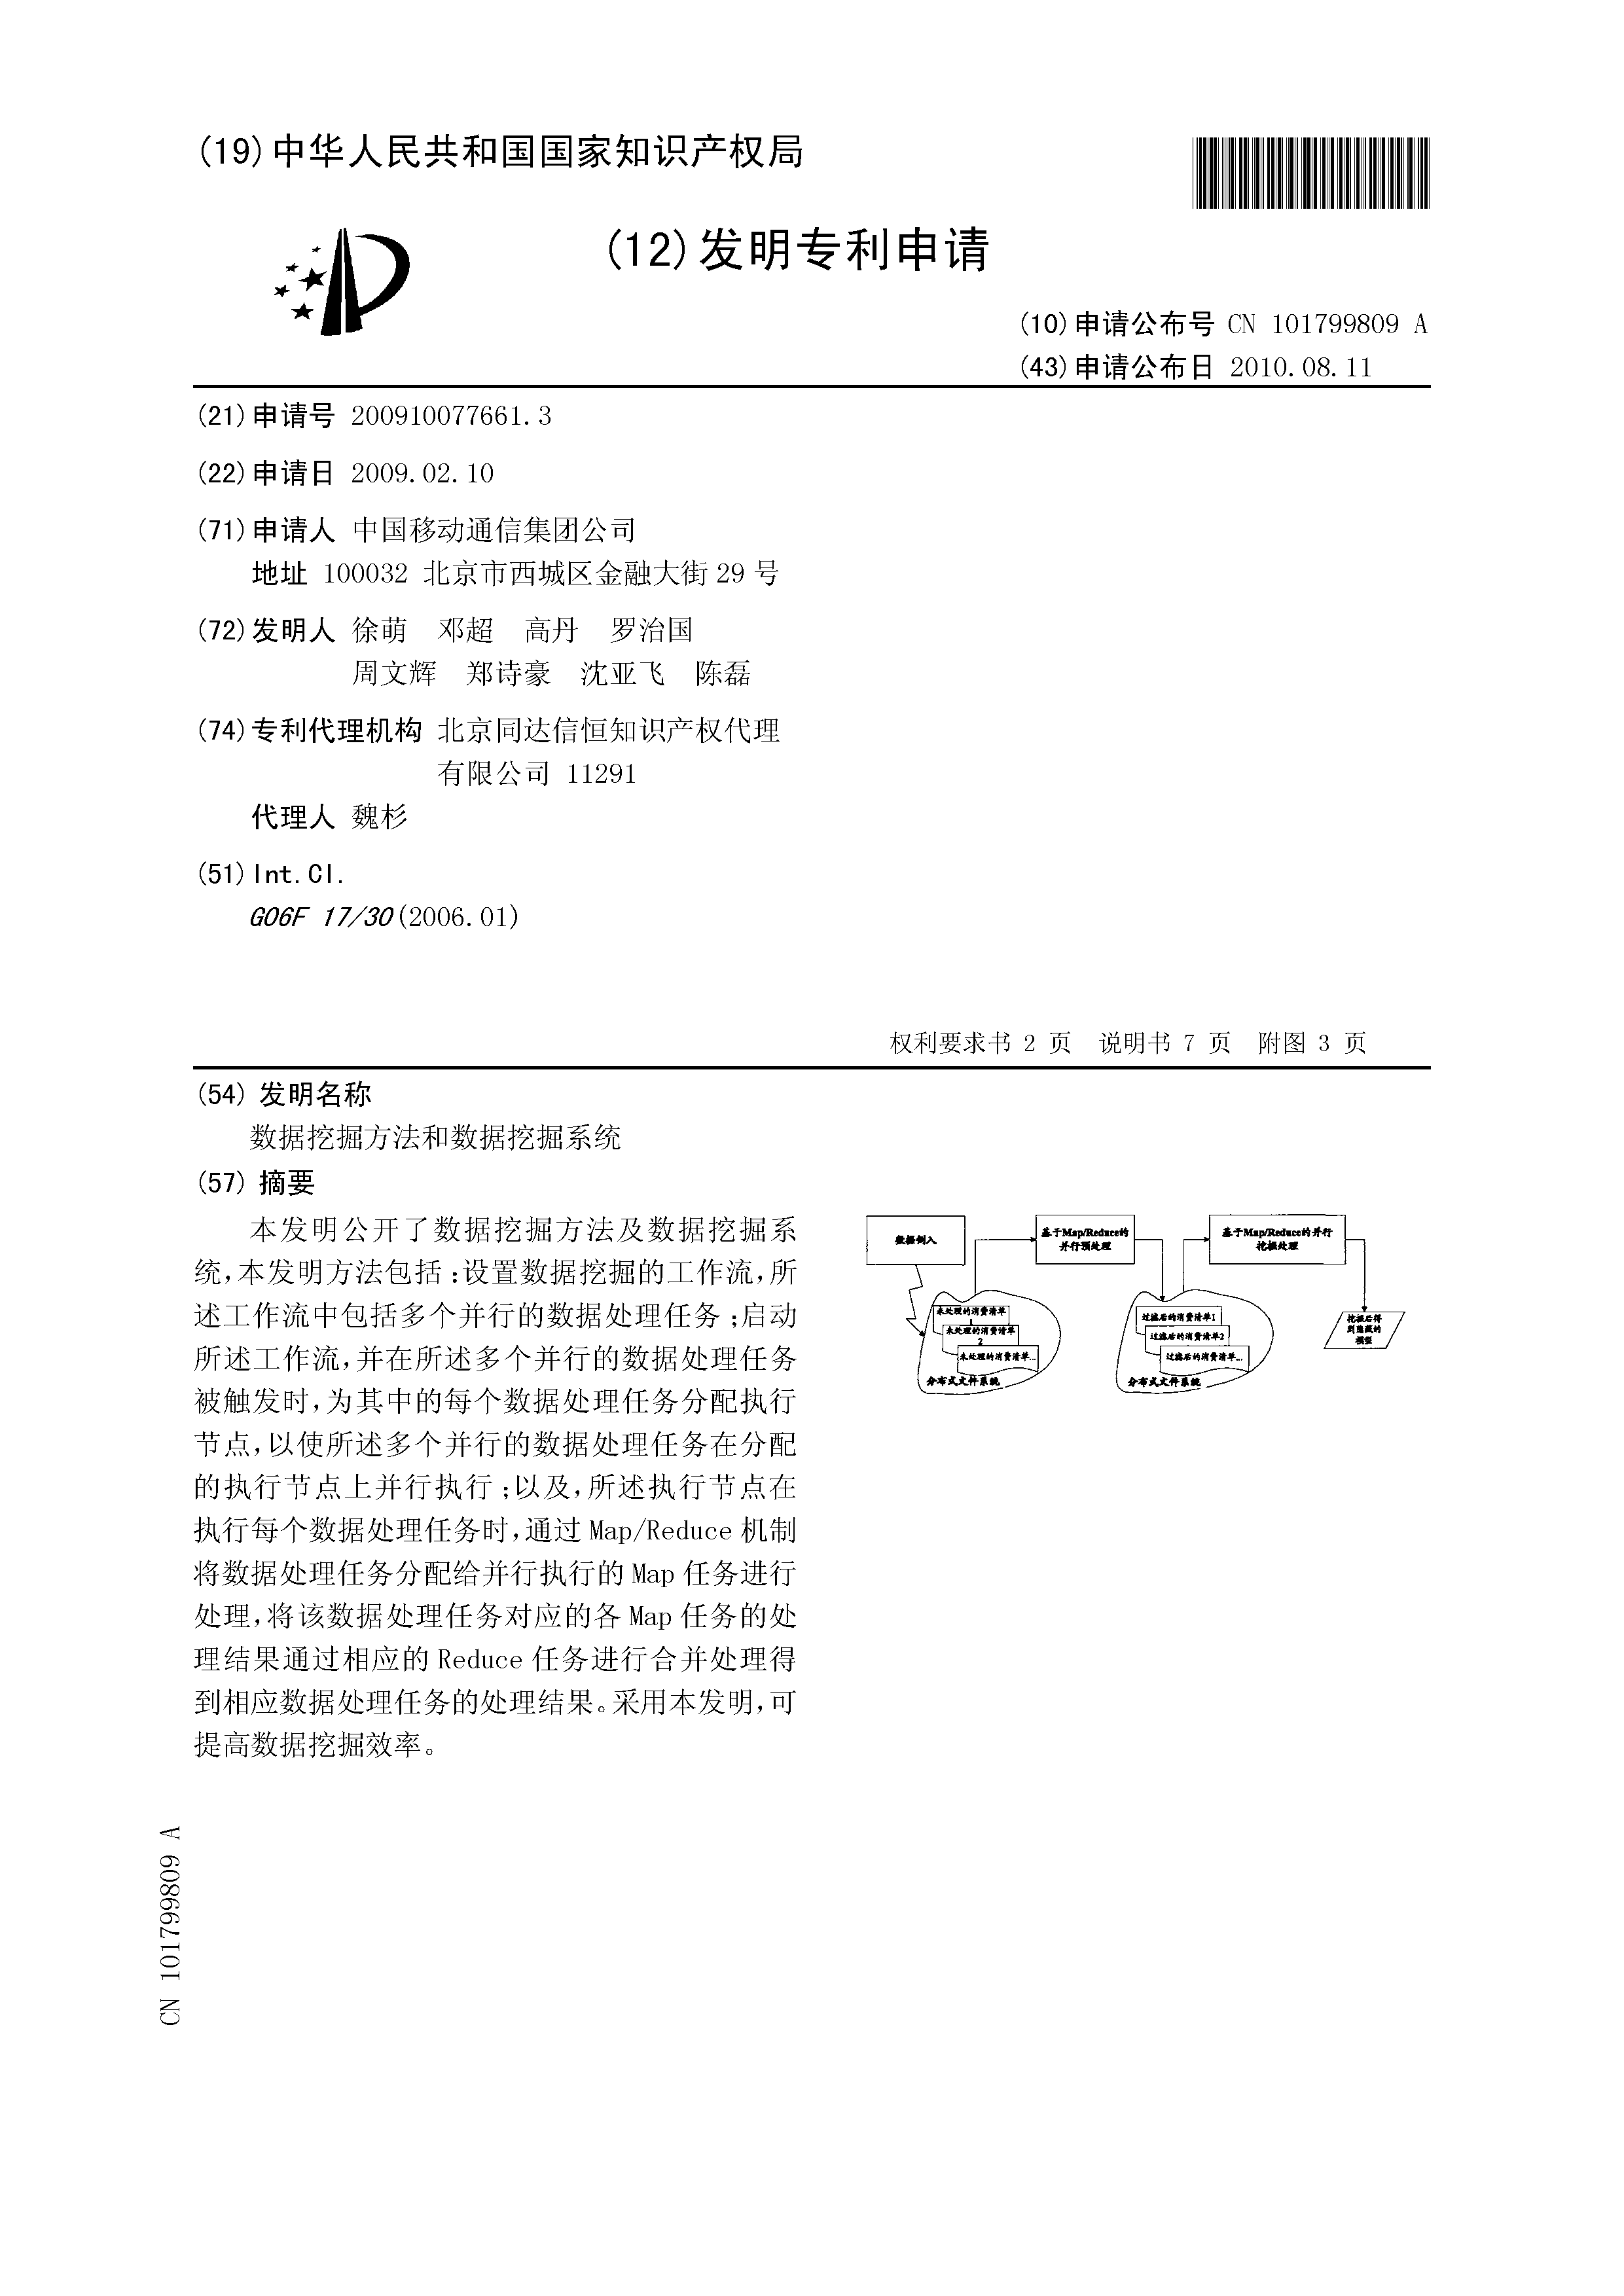 (19)中华人民共和国国家知识产权局
(12)发明专利申请
(10)申请公布号 CN 101799809 A
(43)申请公布日 2010.08.11
(21)申请号 200910077661.3
(22)申请日 2009.02.10
(71)申请人 中国移动通信集团公司
地址 100032 北京市西城区金融大街29号
(72)发明人 徐萌 邓超 高丹 罗治国
周文辉 郑诗豪 沈亚飞 陈磊
(74)专利代理机构 北京同达信恒知识产权代理
有限公司 11291
代理人 魏杉
(51)Int.Cl.
G06F 17/30(2006.01)
权利要求书 2 页 说明书 7 页 附图 3 页
(54)发明名称
数据挖掘方法和数据挖掘系统
(57)摘要
本发明公开了数据挖掘方法及数据挖掘系
统,本发明方法包括:设置数据挖掘的工作流,所
述工作流中包括多个并行的数据处理任务;启动
所述工作流,并在所述多个并行的数据处理任务
被触发时,为其中的每个数据处理任务分配执行
节点,以使所述多个并行的数据处理任务在分配
的执行节点上并行执行;以及,所述执行节点在
执行每个数据处理任务时,通过Map/Reduce机制
将数据处理任务分配给并行执行的Map任务进行
处理,将该数据处理任务对应的各Map任务的处
理结果通过相应的Reduce任务进行合并处理得
到相应数据处理任务的处理结果。采用本发明,可
提高数据挖掘效率。
数据倒入
基于Map/Reduce的
并行预处理
基于Map/Reduce的并行
挖掘处理
未处理的消费清单
未处理的消费清单
2
未处理的消费清单...
分布式文件系统
过滤后的消费清单1
过滤后的消费清单2
过滤后的消费清单...
分布式文件系统
挖掘后得
到隐藏的
模型
CN 101799809 A